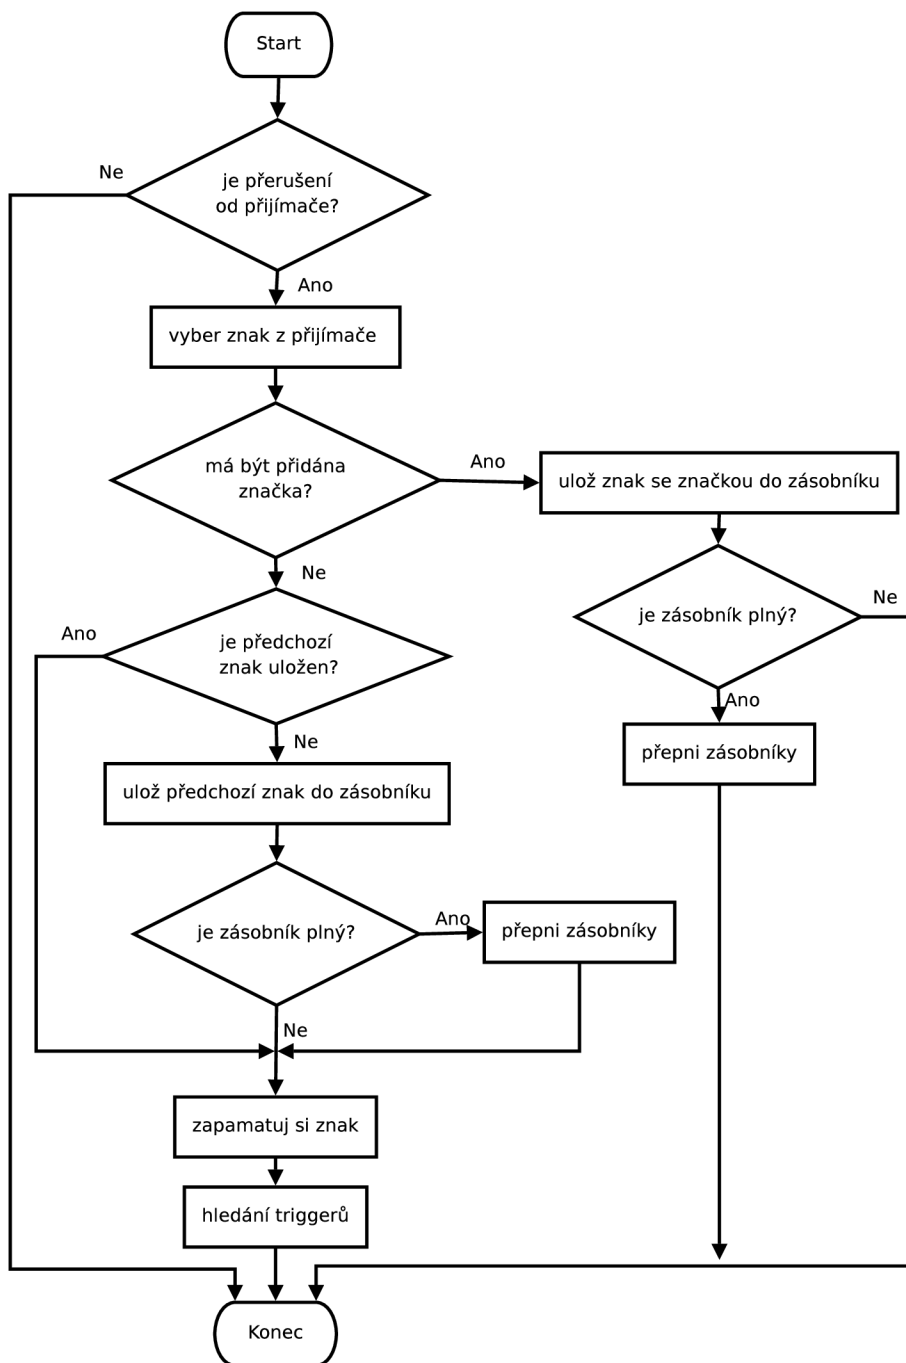 Start
Ne
je přerušení
od přijímače?
Ano
vyber znak z přijímače
má být přidána
značka?
Ano
ulož znak se značkou do zásobníku
Ne
je zásobník plný?
Ne
Ano
je předchozí
znak uložen?
Ano
přepni zásobníky
Ne
ulož předchozí znak do zásobníku
je zásobník plný?
Ano
přepni zásobníky
Ne
zapamatuj si znak
hledání triggerů
Konec